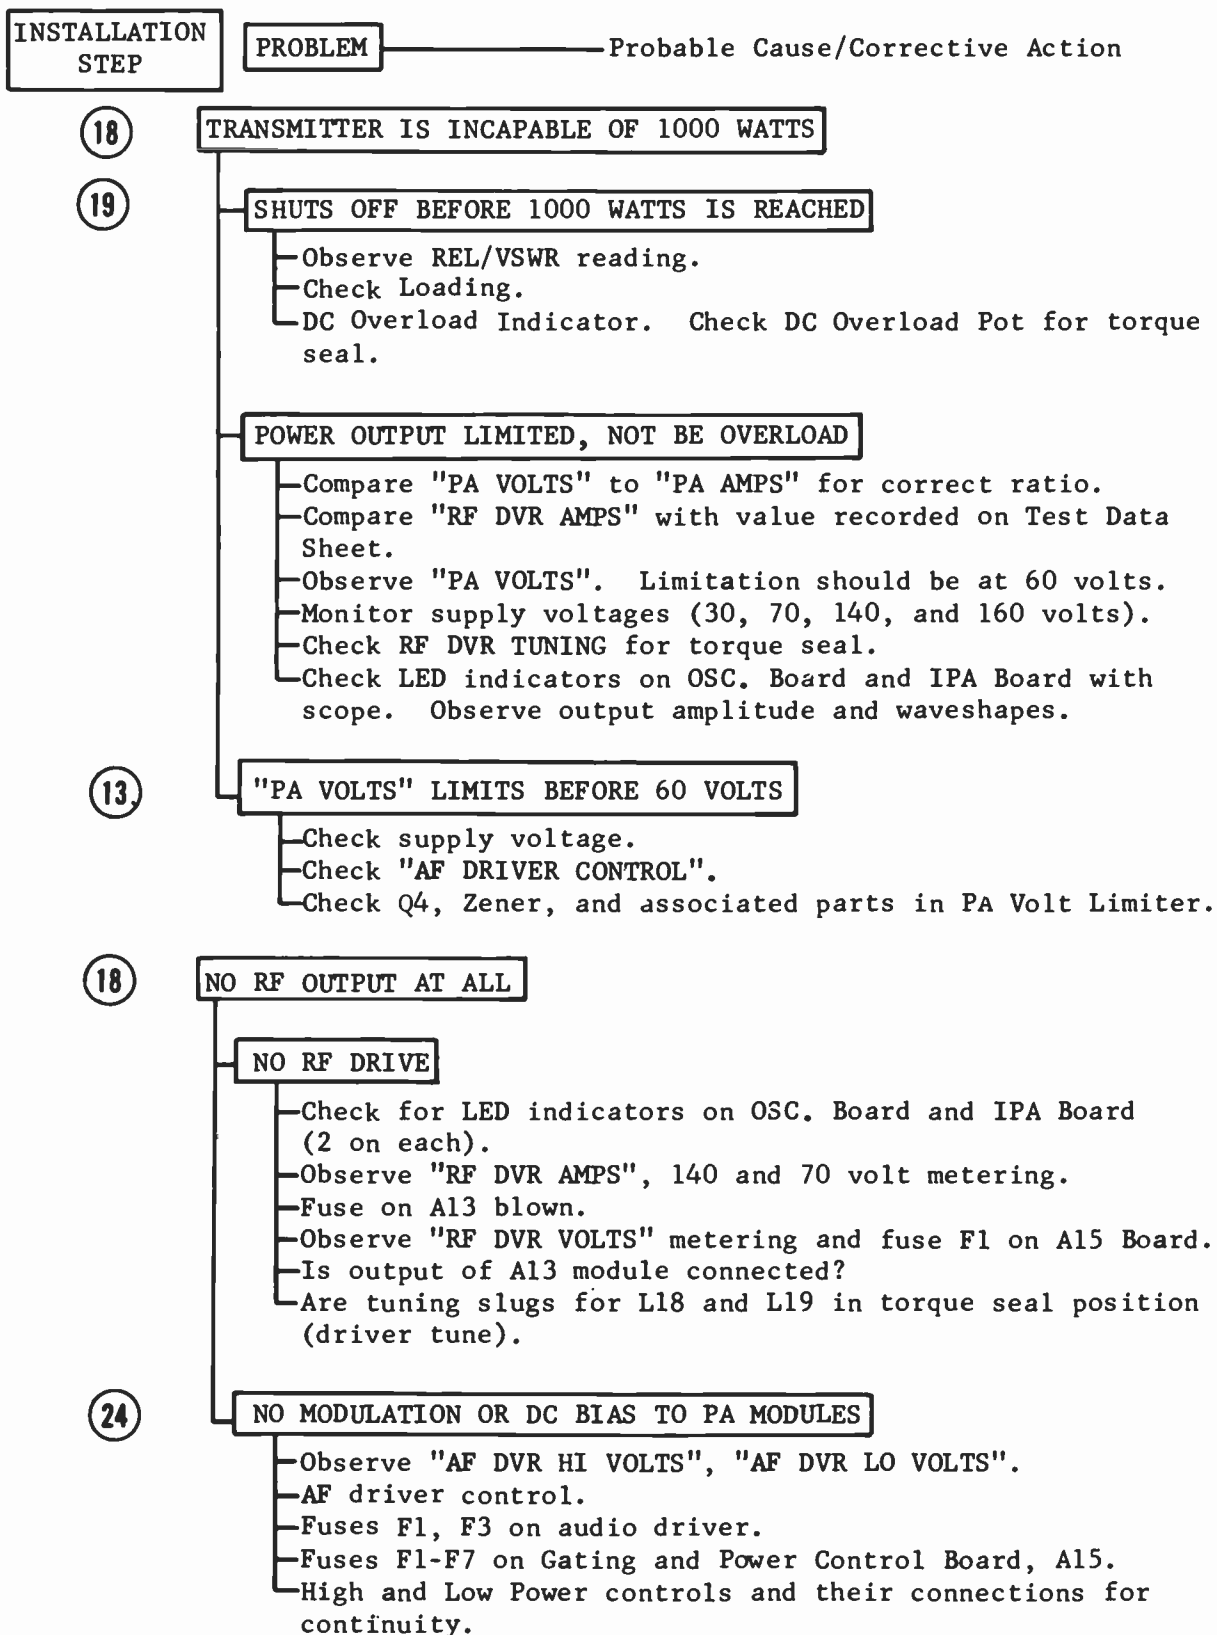 INSTALLATION
STEP
PROBLEM
Probable Cause/Corrective Action
18
TRANSMITTER IS INCAPABLE OF 1000 WATTS
19
SHUTS OFF BEFORE 1000 WATTS IS REACHED
Observe REL/VSWR reading.
Check Loading.
DC Overload Indicator. Check DC Overload Pot for torque
seal.
POWER OUTPUT LIMITED, NOT BE OVERLOAD
Compare "PA VOLTS" to "PA AMPS" for correct ratio.
Compare "RF DVR AMPS" with value recorded on Test Data
Sheet.
Observe "PA VOLTS". Limitation should be at 60 volts.
Monitor supply voltages (30, 70, 140, and 160 volts).
Check RF DVR TUNING for torque seal.
Check LED indicators on OSC. Board and IPA Board with
scope. Observe output amplitude and waveshapes.
13
"PA VOLTS" LIMITS BEFORE 60 VOLTS
Check supply voltage.
Check "AF DRIVER CONTROL".
Check Q4, Zener, and associated parts in PA Volt Limiter.
18
NO RF OUTPUT AT ALL
NO RF DRIVE
Check for LED indicators on OSC. Board and IPA Board
(2 on each).
Observe "RF DVR AMPS", 140 and 70 volt metering.
Fuse on A13 blown.
Observe "RF DVR VOLTS" metering and fuse F1 on A15 Board.
Is output of A13 module connected?
Are tuning slugs for L18 and L19 in torque seal position
(driver tune).
24
NO MODULATION OR DC BIAS TO PA MODULES
Observe "AF DVR HI VOLTS", "AF DVR LO VOLTS".
AF driver control.
Fuses F1, F3 on audio driver.
Fuses F1-F7 on Gating and Power Control Board, A15.
High and Low Power controls and their connections for
continuity.